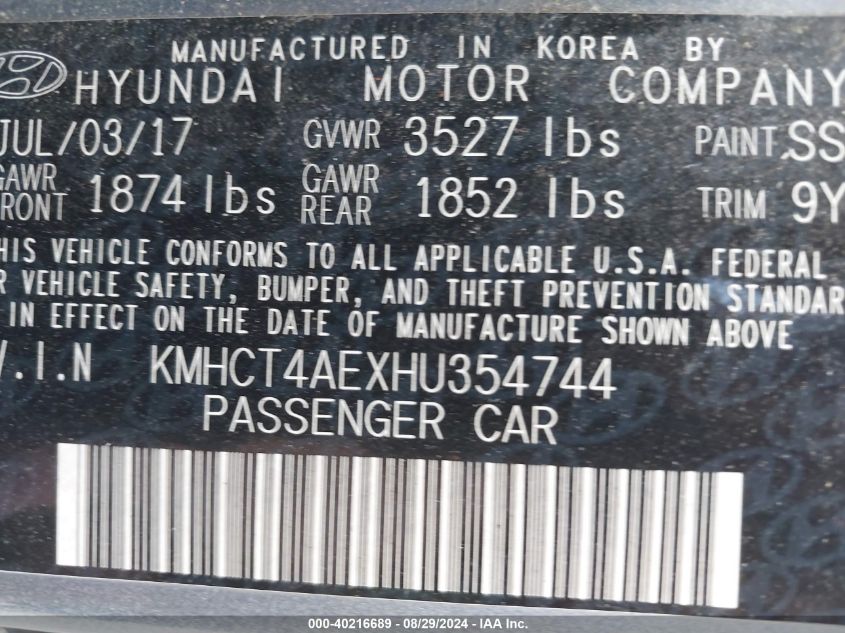 MANUFACTURED IN KOREA BY
HYUNDAI MOTOR COMPANY
JUL/03/17 GVWR 3527 lbs PAINT SS
GAWR FRONT 1874 lbs GAWR REAR 1852 lbs TRIM 9Y
HIS VEHICLE CONFORMS TO ALL APPLICABLE U.S.A. FEDERAL
R VEHICLE SAFETY, BUMPER, AND THEFT PREVENTION STANDAR
IN EFFECT ON THE DATE OF MANUFACTURE SHOWN ABOVE
V.I.N KMHCT4AEXHU354744
PASSENGER CAR
000-40216689 - 08/29/2024 - IAA, Inc.